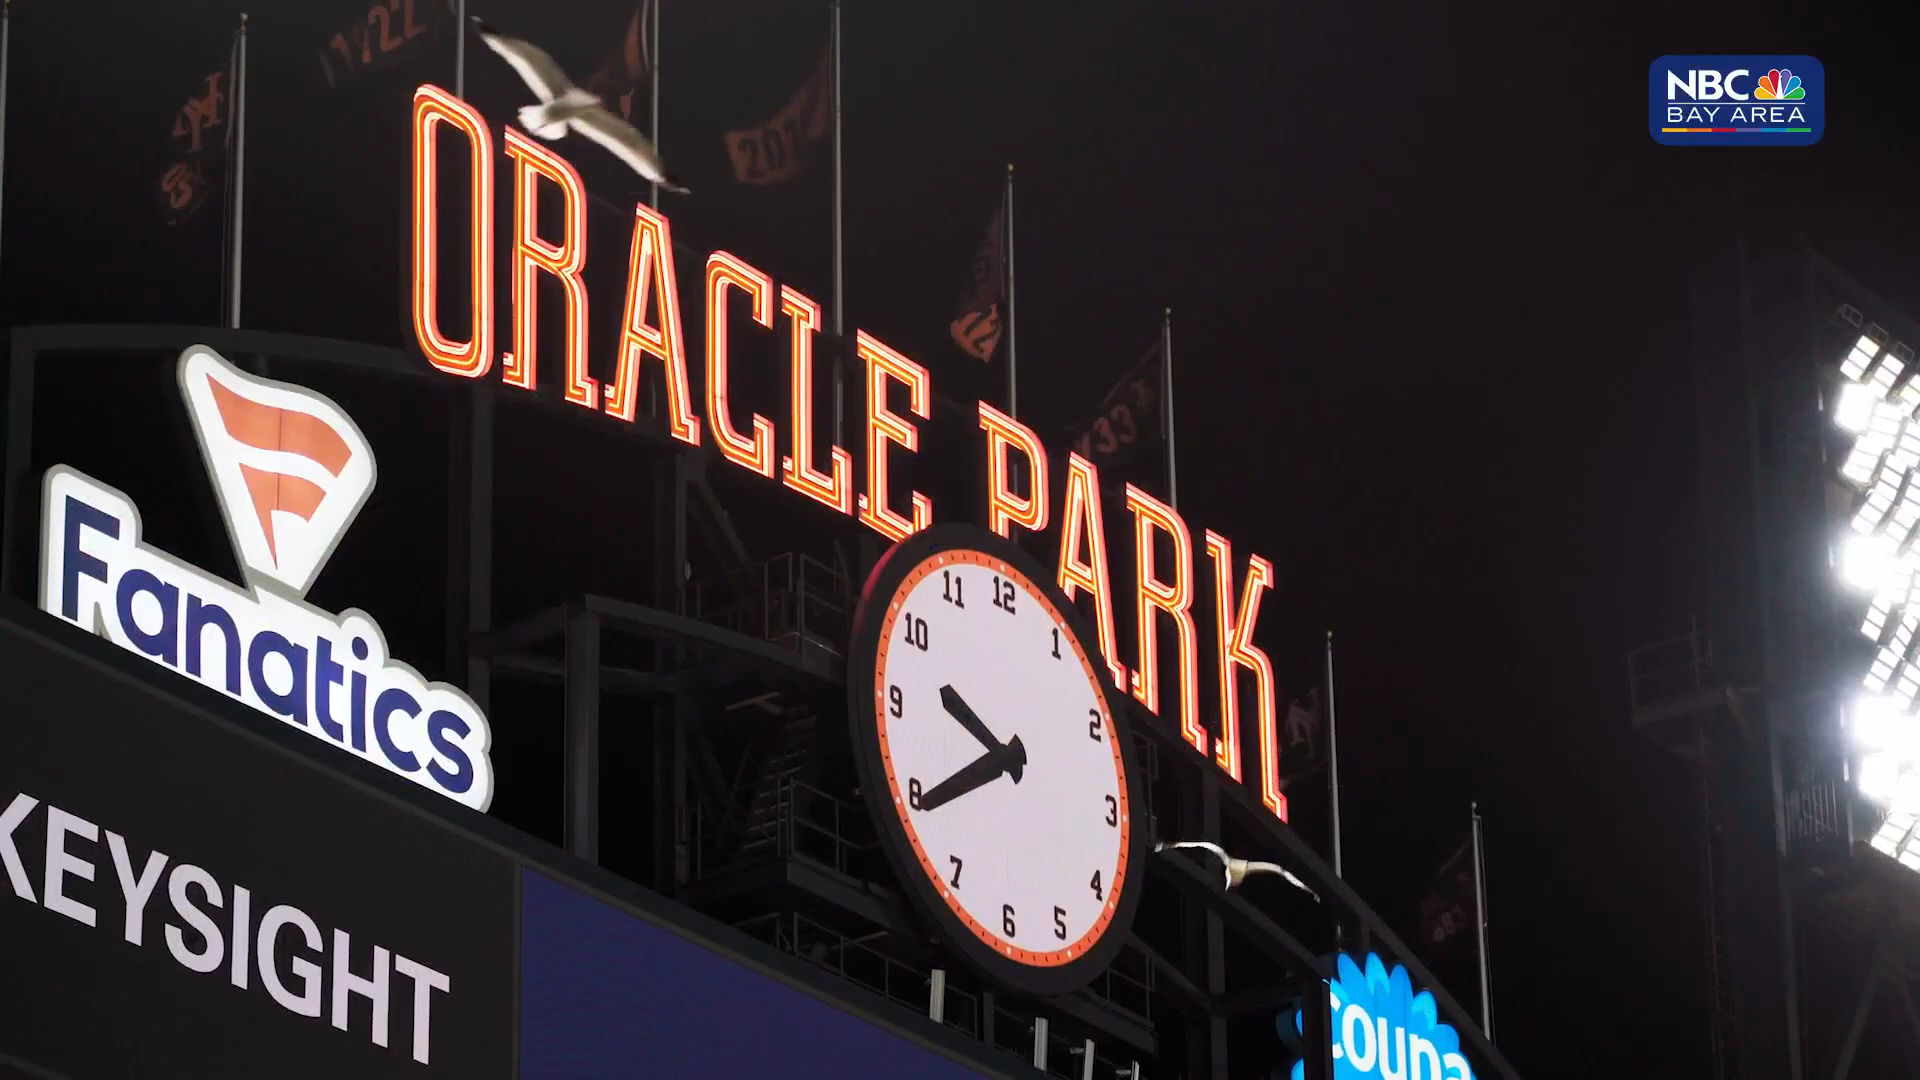 NBC
BAY AREA
ORACLE PARK
Fanatics
KEYSIGHT
11 12 1
10
9 2
8 3
7 4
6 5
coupa